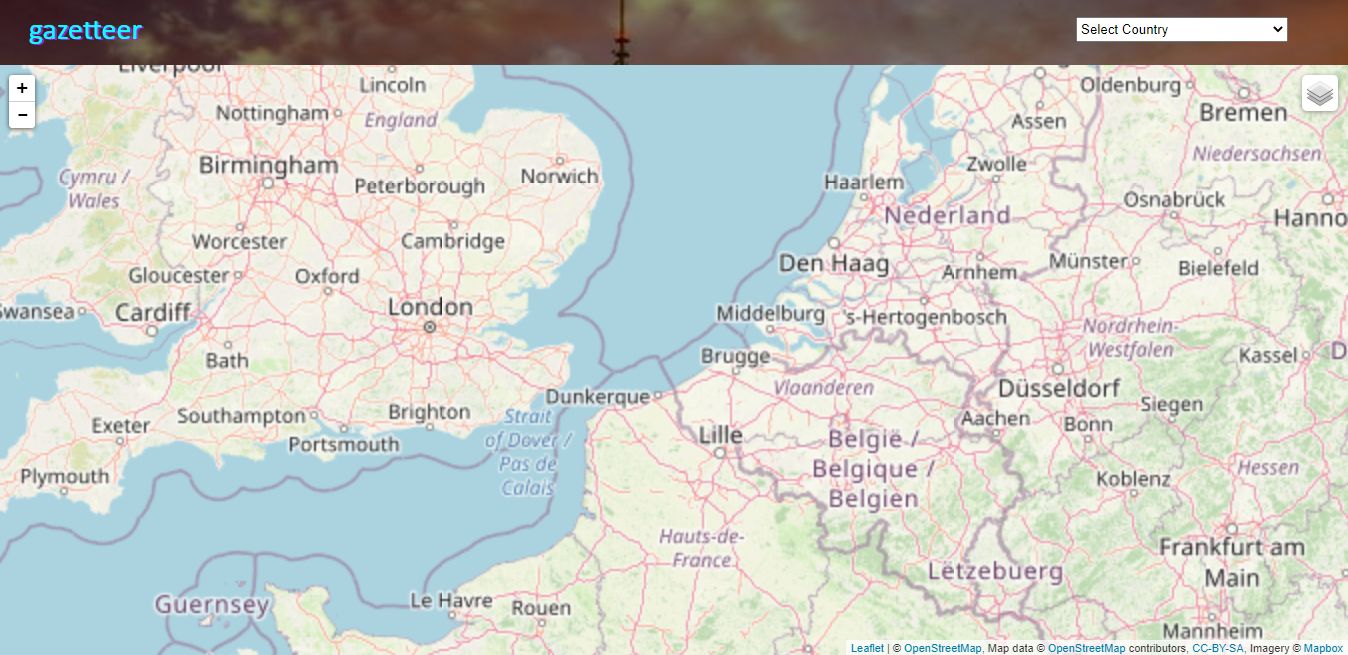 gazetteer
Select Country
+
−
Liverpool
Lincoln
Nottingham
England
Birmingham
Peterborough
Norwich
Cymru /
Wales
Worcester
Cambridge
Gloucester
Oxford
Swansea
Cardiff
London
Bath
Southampton
Brighton
Exeter
Portsmouth
Plymouth
Strait
of Dover /
Pas de
Calais
Dunkerque
Guernsey
Le Havre
Rouen
Hauts-de-
France
Lille
Brugge
Middelburg
Vlaanderen
België /
Belgique /
Belgien
Lëtzebuerg
Haarlem
Nederland
Den Haag
Arnhem
's-Hertogenbosch
Assen
Zwolle
Oldenburg
Bremen
Niedersachsen
Osnabrück
Hanno
Münster
Bielefeld
Nordrhein-
Westfalen
Kassel
D
Düsseldorf
Siegen
Aachen
Bonn
Koblenz
Hessen
Frankfurt am
Main
Mannheim
Leaflet | © OpenStreetMap, Map data © OpenStreetMap contributors, CC-BY-SA, Imagery © Mapbox